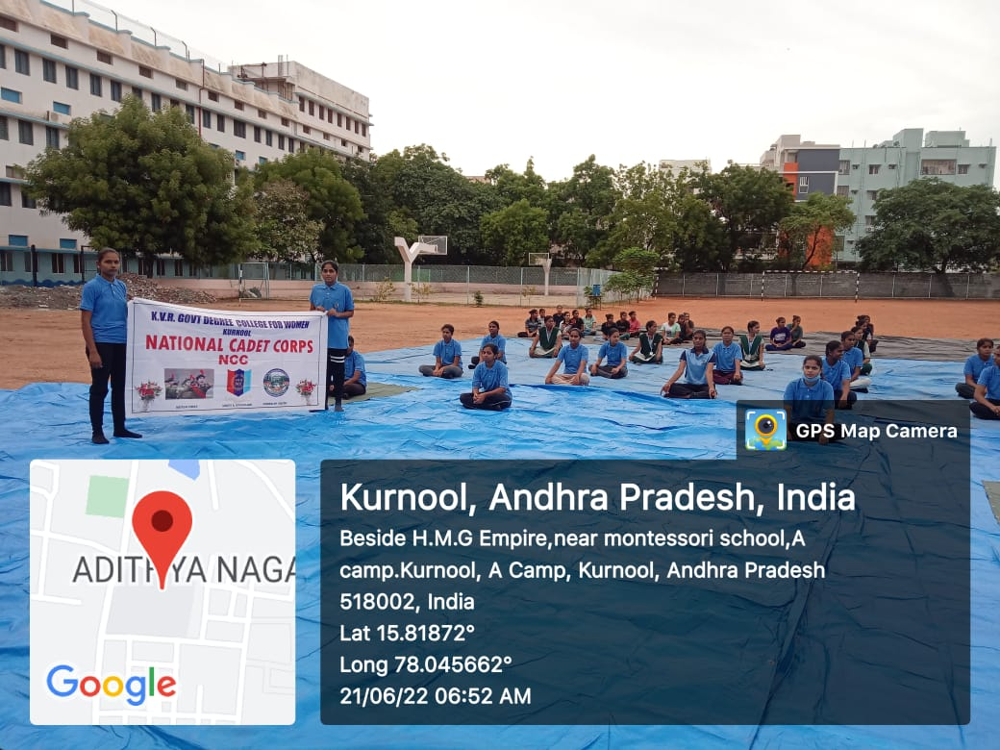 K.V.R. GOVT DEGREE COLLEGE FOR WOMEN
KURNOOL
NATIONAL CADET CORPS
NCC
GPS Map Camera
ADITHYA NAGA
Google
Kurnool, Andhra Pradesh, India
Beside H.M.G Empire,near montessori school,A
camp.Kurnool, A Camp, Kurnool, Andhra Pradesh
518002, India
Lat 15.81872°
Long 78.045662°
21/06/22 06:52 AM